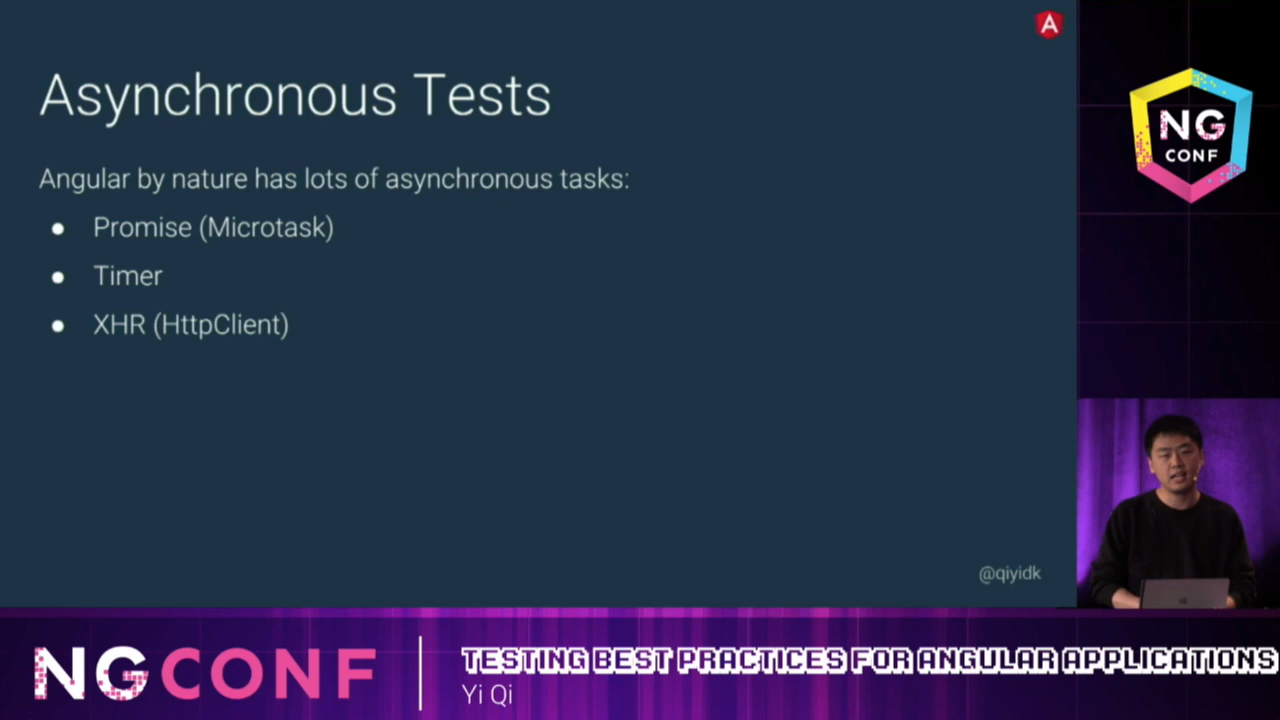 Asynchronous Tests
Angular by nature has lots of asynchronous tasks:
● Promise (Microtask)
● Timer
● XHR (HttpClient)
@qiyidk
A
NG
CONF
NG CONF
TESTING BEST PRACTICES FOR ANGULAR APPLICATIONS
Yi Qi